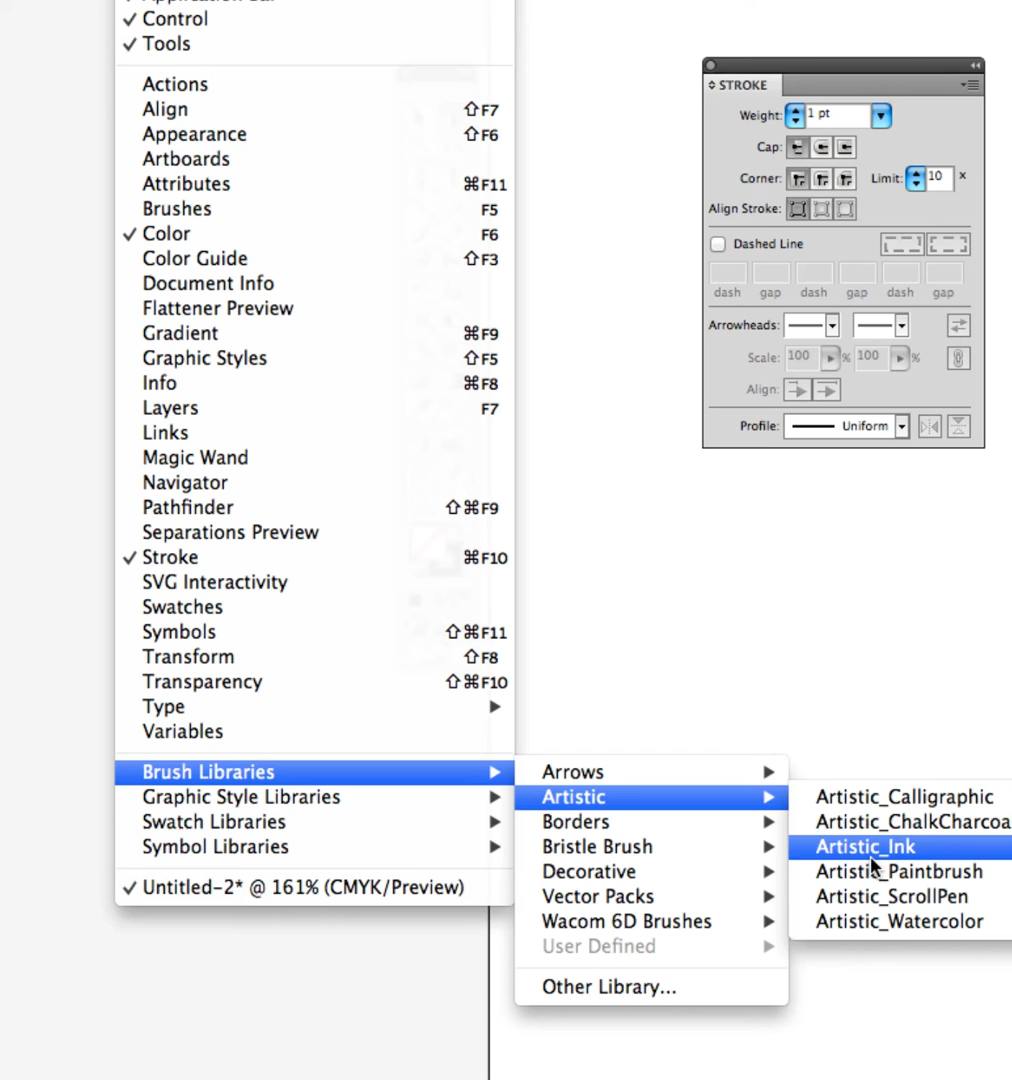 Control
Tools
Actions
Align ⇧F7
Appearance ⇧F6
Artboards
Attributes ⌘F11
Brushes F5
Color F6
Color Guide ⇧F3
Document Info
Flattener Preview
Gradient ⌘F9
Graphic Styles ⇧F5
Info ⌘F8
Layers F7
Links
Magic Wand
Navigator
Pathfinder ⇧⌘F9
Separations Preview
Stroke ⌘F10
SVG Interactivity
Swatches
Symbols ⇧⌘F11
Transform ⇧F8
Transparency ⇧⌘F10
Type
Variables
Brush Libraries
Graphic Style Libraries
Swatch Libraries
Symbol Libraries
Untitled-2* @ 161% (CMYK/Preview)
Arrows
Artistic
Borders
Bristle Brush
Decorative
Vector Packs
Wacom 6D Brushes
User Defined
Other Library...
Artistic_Calligraphic
Artistic_ChalkCharcoa
Artistic_Ink
Artistic_Paintbrush
Artistic_ScrollPen
Artistic_Watercolor
STROKE
Weight: 1 pt
Cap:
Corner: Limit: 10 x
Align Stroke:
Dashed Line
dash gap dash gap dash gap
Arrowheads:
Scale: 100 % 100 %
Align:
Profile: Uniform